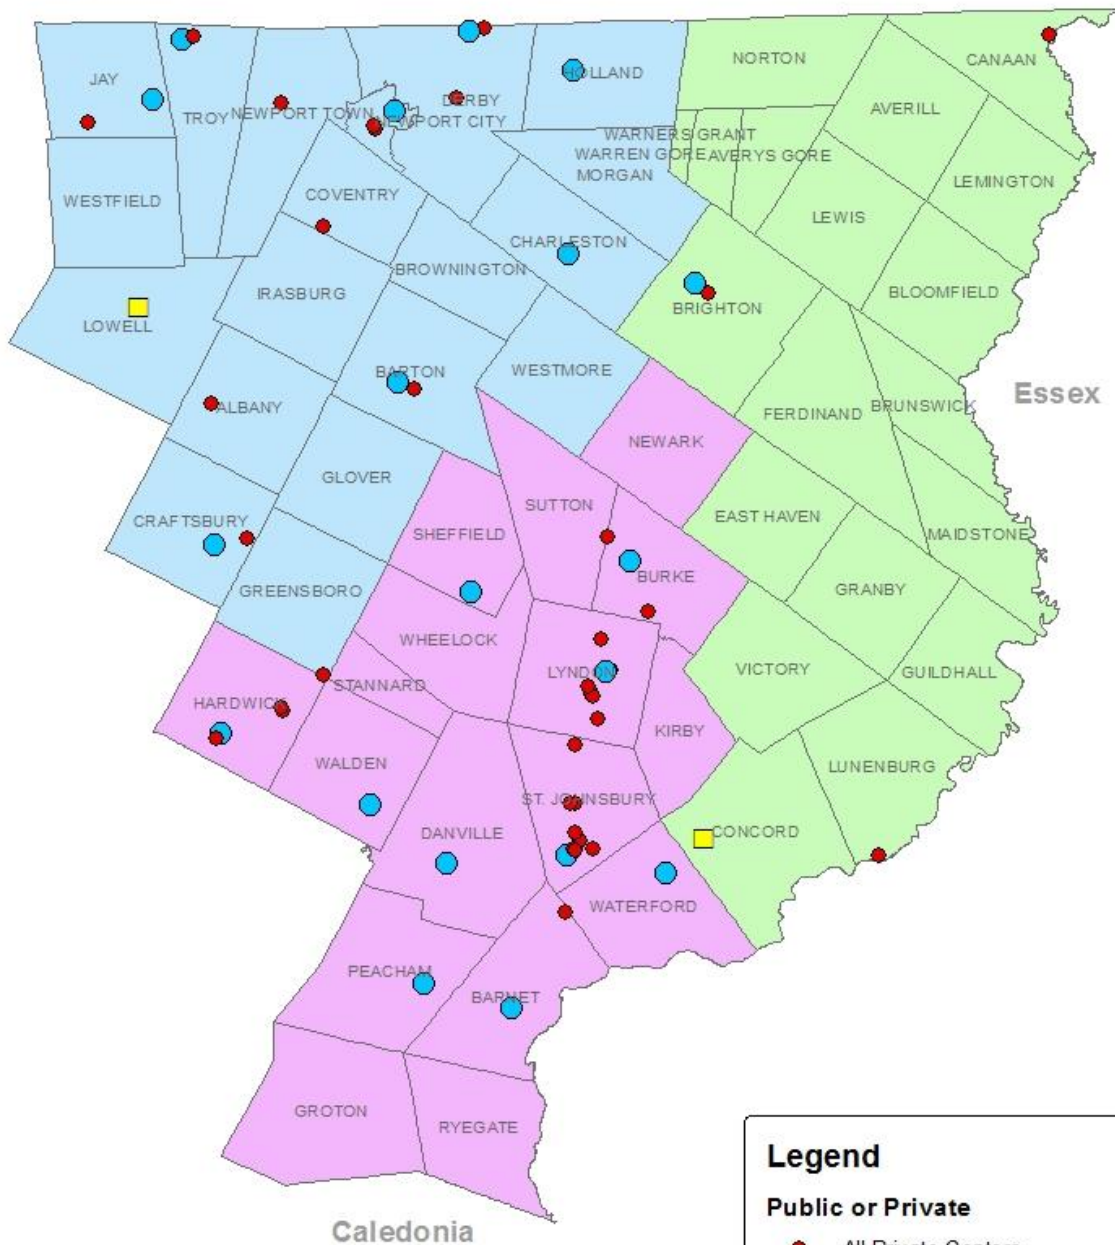 NORTON
CANAAN
JAY
HOLLAND
AVERILL
DERBY
TROY
NEWPORT TOWN
NEWPORT CITY
WARNERS GRANT
WARREN GORE
AVERYS GORE
MORGAN
LEMINGTON
COVENTRY
WESTFIELD
LEWIS
CHARLESTON
BROWNINGTON
IRASBURG
BLOOMFIELD
BRIGHTON
LOWELL
BARTON
WESTMORE
Essex
ALBANY
FERDINAND
BRUNSWICK
NEWARK
GLOVER
SUTTON
EAST HAVEN
CRAFTSBURY
SHEFFIELD
MAIDSTONE
BURKE
GREENSBORO
GRANBY
WHEELOCK
VICTORY
GUILDHALL
LYNDON
STANNARD
HARDWICK
KIRBY
WALDEN
LUNENBURG
ST. JOHNSBURY
DANVILLE
CONCORD
WATERFORD
PEACHAM
BARNET
GROTON
RYEGATE
Caledonia
Legend
Public or Private
All Private Centers